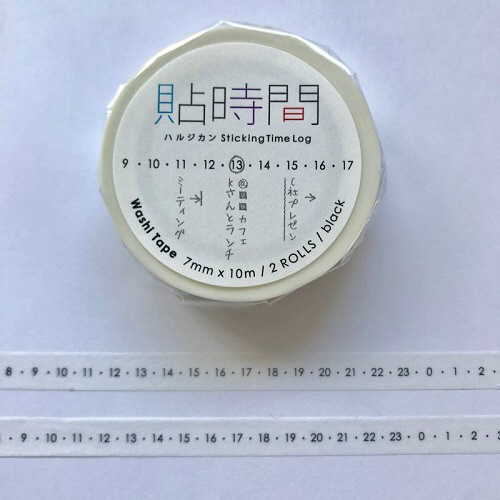 貼時間
ハルジカン Sticking Time Log
9・10・11・12・⑬・14・15・16・17
C社プレゼン
カフェ
Kさんとランチ
ミーティング
Washi Tape 7mm x 10m / 2 ROLLS / black
8・9・10・11・12・13・14・15・16・17・18・19・20・21・22・23・0・1・2・
・9・10・11・12・13・14・15・16・17・18・19・20・21・22・23・0・1・2・3